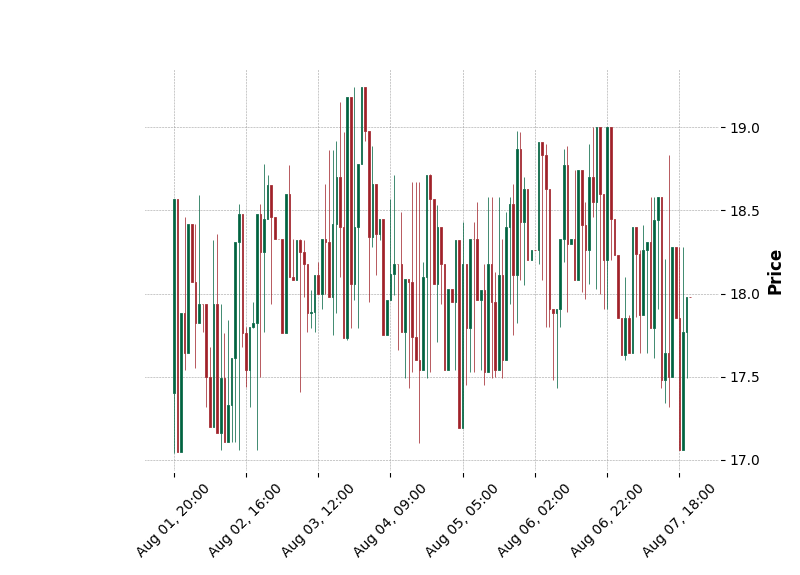 19.0
18.5
18.0
17.5
17.0
Price
Aug 01, 20:00
Aug 02, 16:00
Aug 03, 12:00
Aug 04, 09:00
Aug 05, 05:00
Aug 06, 02:00
Aug 06, 22:00
Aug 07, 18:00